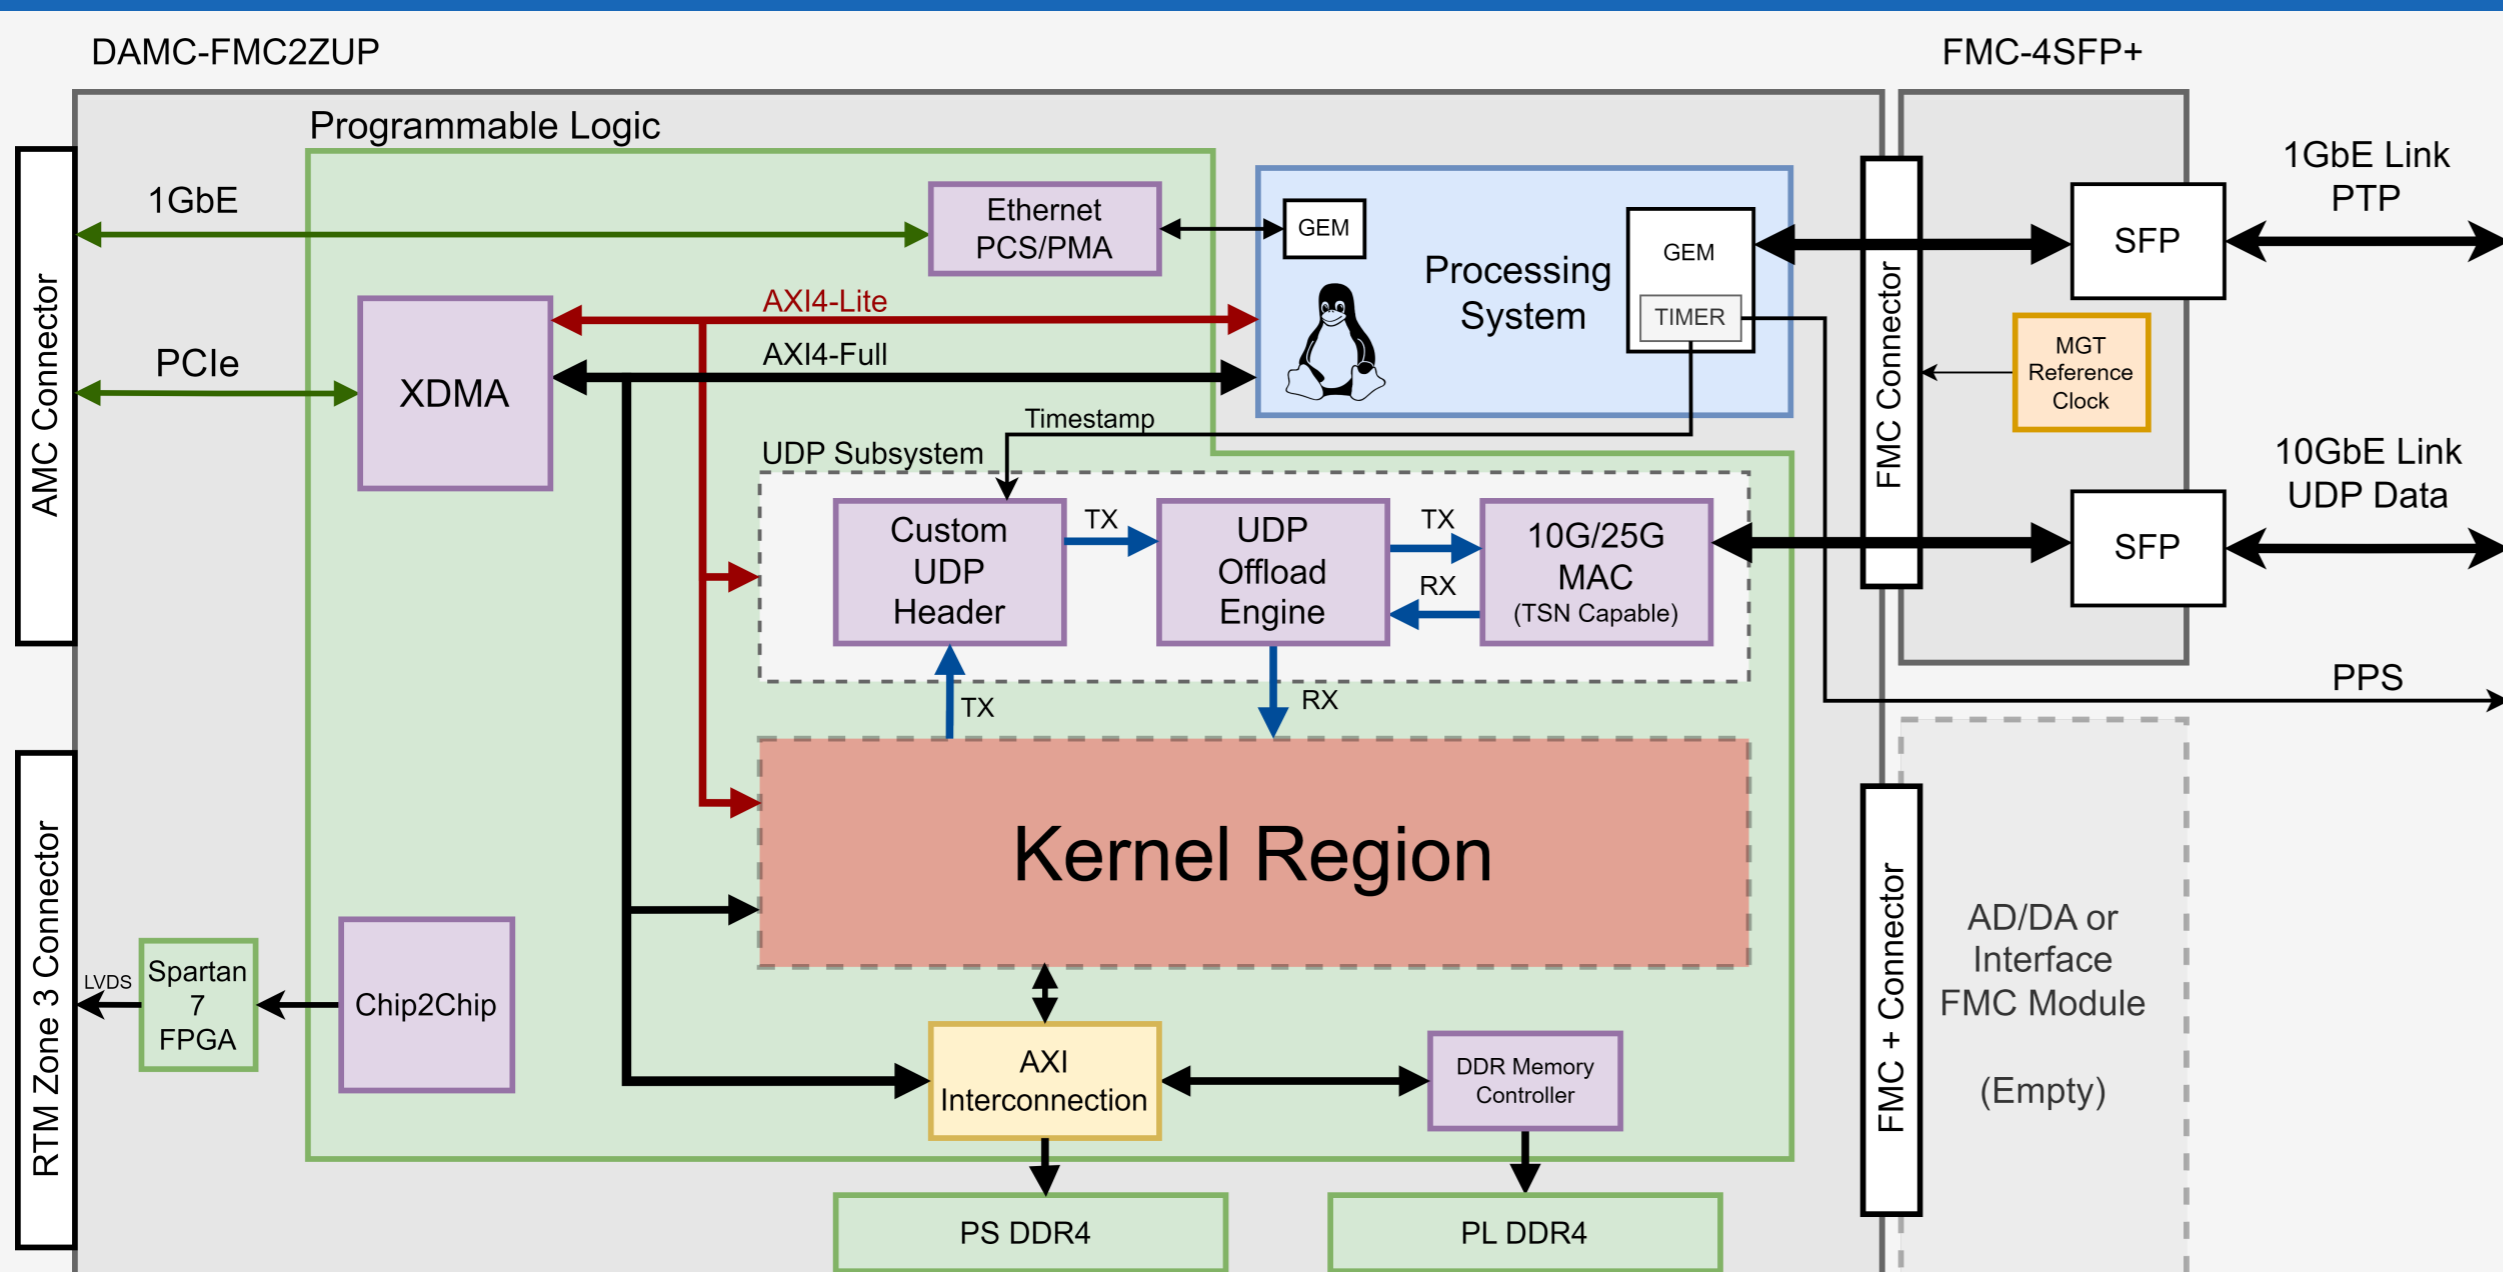 DAMC-FMC2ZUP
FMC-4SFP+
Programmable Logic
AMC Connector
1GbE
Ethernet
PCS/PMA
GEM
Processing
System
GEM
TIMER
FMC Connector
SFP
1GbE Link
PTP
AXI4-Lite
AXI4-Full
PCIe
XDMA
MGT
Reference
Clock
Timestamp
UDP Subsystem
Custom
UDP
Header
TX
UDP
Offload
Engine
TX
RX
10G/25G
MAC
(TSN Capable)
SFP
10GbE Link
UDP Data
TX
RX
PPS
Kernel Region
RTM Zone 3 Connector
LVDS
Spartan
7
FPGA
Chip2Chip
AXI
Interconnection
DDR Memory
Controller
FMC + Connector
AD/DA or
Interface
FMC Module
(Empty)
PS DDR4
PL DDR4